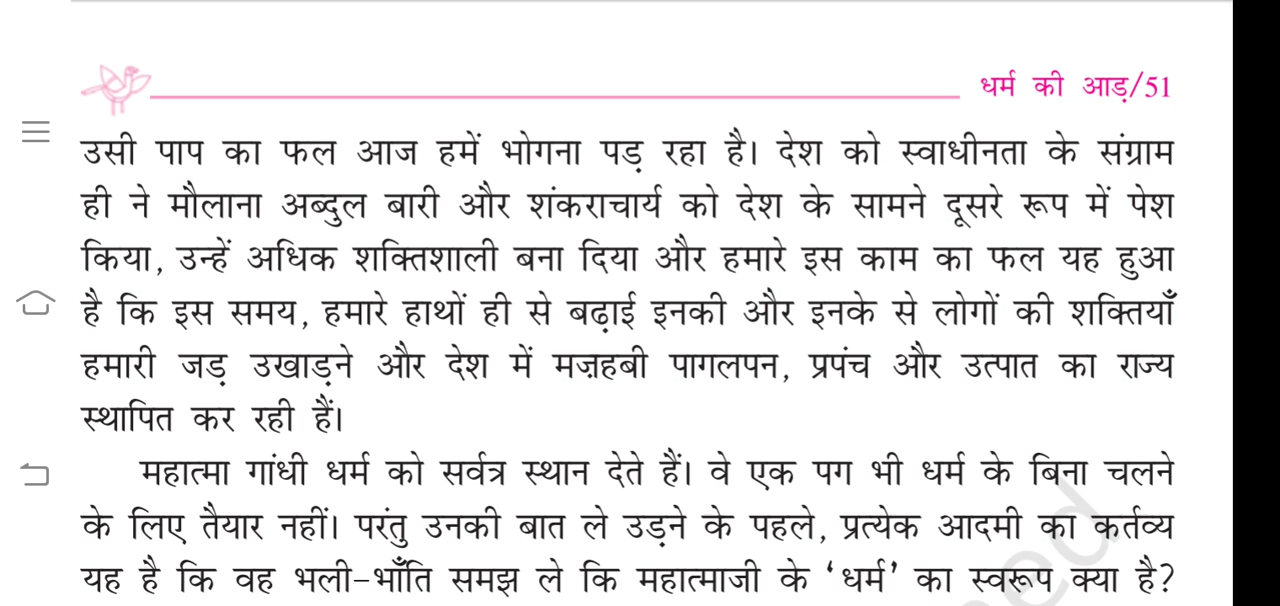 धर्म की आड़/51
उसी पाप का फल आज हमें भोगना पड़ रहा है। देश को स्वाधीनता के संग्राम
ही ने मौलाना अब्दुल बारी और शंकराचार्य को देश के सामने दूसरे रूप में पेश
किया, उन्हें अधिक शक्तिशाली बना दिया और हमारे इस काम का फल यह हुआ
है कि इस समय, हमारे हाथों ही से बढ़ाई इनकी और इनके से लोगों की शक्तियाँ
हमारी जड़ उखाड़ने और देश में मज़हबी पागलपन, प्रपंच और उत्पात का राज्य
स्थापित कर रही हैं।
महात्मा गांधी धर्म को सर्वत्र स्थान देते हैं। वे एक पग भी धर्म के बिना चलने
के लिए तैयार नहीं। परंतु उनकी बात ले उड़ने के पहले, प्रत्येक आदमी का कर्तव्य
यह है कि वह भली-भाँति समझ ले कि महात्माजी के ‘धर्म’ का स्वरूप क्या है?